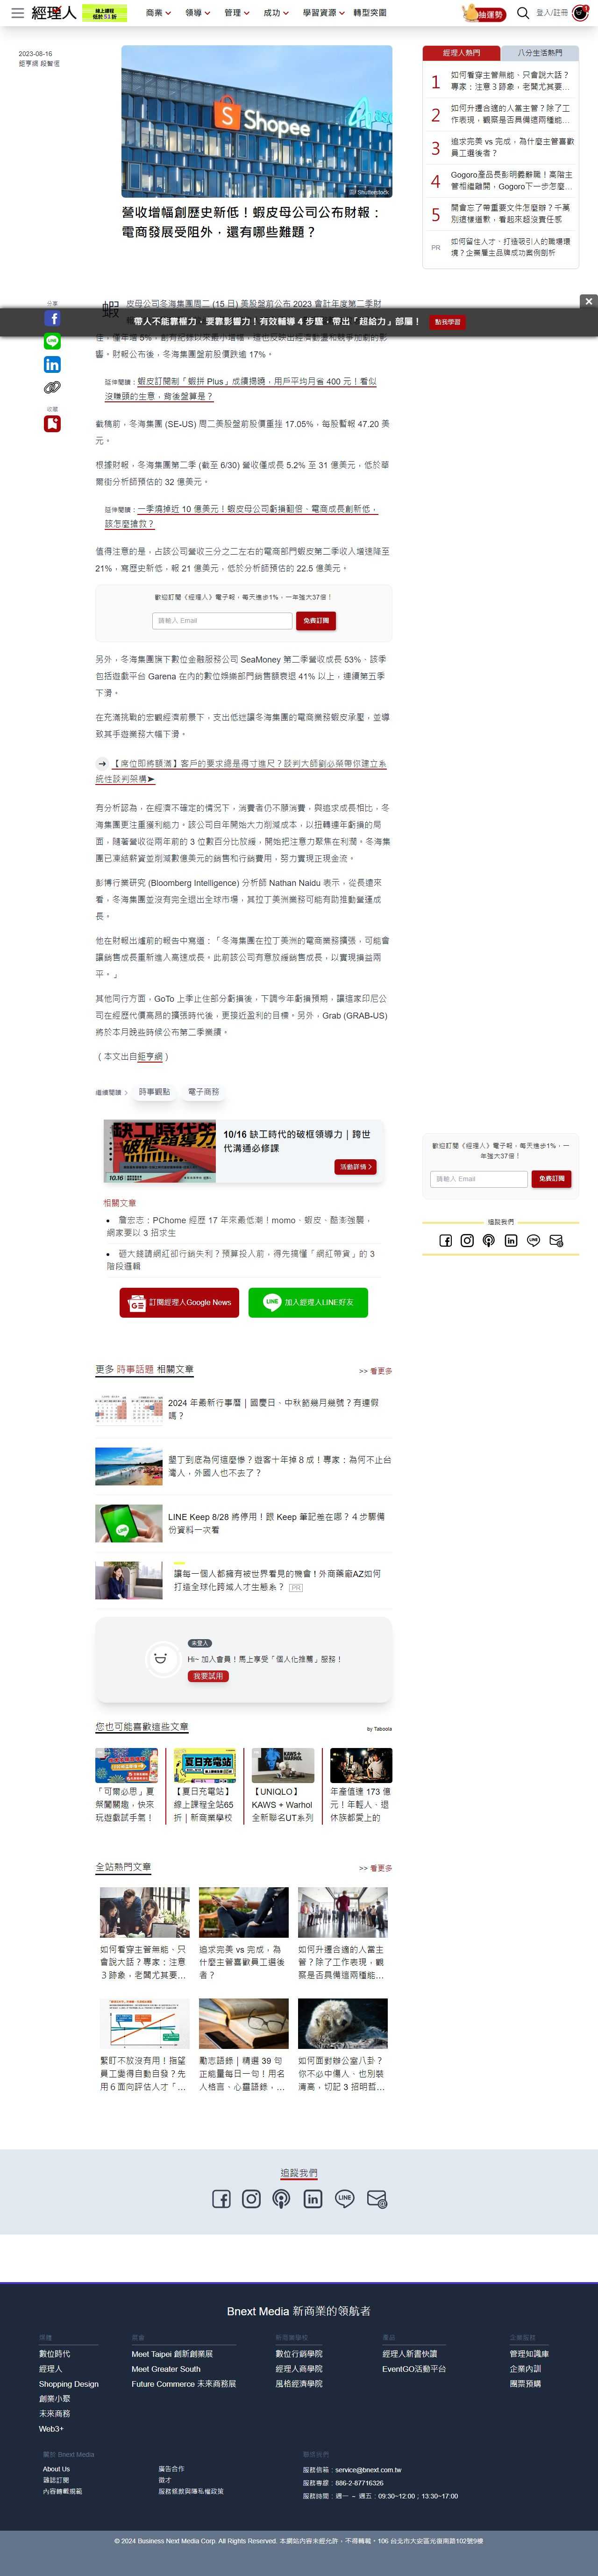 經理人
線上課程
低於51折
商業
領導
管理
成功
學習資源
轉型突圍
抽運勢
登入/註冊
2023-08-16
鉅亨網 段智恆
Shopee
Shutterstock
營收增幅創歷史新低！蝦皮母公司公布財報：
電商發展受阻外，還有哪些難題？
經理人熱門
八分生活熱門
1
如何看穿主管無能、只會說大話？
專家：注意３跡象，老闆尤其要...
2
如何升遷合適的人當主管？除了工
作表現，觀察是否具備這兩種能...
3
追求完美 vs 完成，為什麼主管喜歡
員工選後者？
4
Gogoro產品長彭明義辭職！高階主
管相繼離開，Gogoro下一步怎麼...
5
開會忘了帶重要文件怎麼辦？千萬
別這樣道歉，看起來超沒責任感
PR
如何留住人才、打造吸引人的職場環
境？企業雇主品牌成功案例剖析
分享
蝦
皮母公司冬海集團周二 (15 日) 美股盤前公布 2023 會計年度第二季財
帶人不能靠權力，要靠影響力！有效輔導 4 步驟，帶出「超給力」部屬！
點我學習
佳，僅年增 5%，創有紀錄以來最小增幅，這也反映出經濟動盪和競爭加劇的影
響。財報公布後，冬海集團盤前股價跌逾 17%。
收藏
延伸閱讀：蝦皮訂閱制「蝦拼 Plus」成績揭曉，用戶平均月省 400 元！看似
沒賺頭的生意，背後盤算是？
截稿前，冬海集團 (SE-US) 周二美股盤前股價重挫 17.05%，每股暫報 47.20 美
元。
根據財報，冬海集團第二季 (截至 6/30) 營收僅成長 5.2% 至 31 億美元，低於華
爾街分析師預估的 32 億美元。
延伸閱讀：一季燒掉近 10 億美元！蝦皮母公司虧損翻倍、電商成長創新低，
該怎麼搶救？
值得注意的是，占該公司營收三分之二左右的電商部門蝦皮第二季收入增速降至
21%，寫歷史新低，報 21 億美元，低於分析師預估的 22.5 億美元。
歡迎訂閱《經理人》電子報，每天進步1%，一年強大37倍！
請輸入 Email
免費訂閱
另外，冬海集團旗下數位金融服務公司 SeaMoney 第二季營收成長 53%、該季
包括遊戲平台 Garena 在內的數位娛樂部門銷售額衰退 41% 以上，連續第五季
下滑。
在充滿挑戰的宏觀經濟前景下，支出低迷讓冬海集團的電商業務蝦皮承壓，並導
致其手遊業務大幅下滑。
【席位即將額滿】客戶的要求總是得寸進尺？談判大師劉必榮帶你建立系
統性談判架構➤
有分析認為，在經濟不確定的情況下，消費者仍不願消費，與追求成長相比，冬
海集團更注重獲利能力。該公司自年開始大力削減成本，以扭轉連年虧損的局
面，隨著營收從兩年前的 3 位數百分比放緩，開始把注意力聚焦在利潤。冬海集
團已凍結薪資並削減數億美元的銷售和行銷費用，努力實現正現金流。
彭博行業研究 (Bloomberg Intelligence) 分析師 Nathan Naidu 表示，從長遠來
看，冬海集團並沒有完全退出全球市場，其拉丁美洲業務可能有助推動營運成
長。
他在財報出爐前的報告中寫道：「冬海集團在拉丁美洲的電商業務擴張，可能會
讓銷售成長重新進入高速成長。此前該公司有意放緩銷售成長，以實現損益兩
平。」
其他同行方面，GoTo 上季止住部分虧損後，下調今年虧損預期，讓這家印尼公
司在經歷代價高昂的擴張時代後，更接近盈利的目標。另外，Grab (GRAB-US)
將於本月晚些時候公布第二季業績。
（本文出自鉅亨網）
繼續閱讀
時事觀點
電子商務
缺工時代的
破框領導力
10.16
10/16 缺工時代的破框領導力｜跨世
代溝通必修課
活動詳情
相關文章
詹宏志：PChome 經歷 17 年來最低潮！momo、蝦皮、酷澎強襲，
網家要以 3 招求生
砸大錢請網紅卻行銷失利？預算投入前，得先搞懂「網紅帶貨」的 3
階段邏輯
訂閱經理人Google News
加入經理人LINE好友
歡迎訂閱《經理人》電子報，每天進步1%，一
年強大37倍！
請輸入 Email
免費訂閱
追蹤我們
更多 時事話題 相關文章
>> 看更多
2024 年最新行事曆｜國慶日、中秋節幾月幾號？有連假
嗎？
墾丁到底為何這麼慘？遊客十年掉８成！專家：為何不止台
灣人，外國人也不去了？
LINE Keep 8/28 將停用！跟 Keep 筆記差在哪？４步驟備
份資料一次看
讓每一個人都擁有被世界看見的機會！外商藥廠AZ如何
打造全球化跨域人才生態系？ PR
未登入
Hi~ 加入會員！馬上享受「個人化推薦」服務！
我要試用
您也可能喜歡這些文章
by Taboola
「可爾必思」夏
祭鬧關趣，快來
玩遊戲試手氣！
夏日充電站
【夏日充電站】
線上課程全站65
折｜新商業學校
KAWS +
WARHOL
【UNIQLO】
KAWS + Warhol
全新聯名UT系列
年產值達 173 億
元！年輕人、退
休族都愛上的
全站熱門文章
>> 看更多
如何看穿主管無能、只
會說大話？專家：注意
３跡象，老闆尤其要...
追求完美 vs 完成，為
什麼主管喜歡員工選後
者？
如何升遷合適的人當主
管？除了工作表現，觀
察是否具備這兩種能...
緊盯不放沒有用！指望
員工變得自動自發？先
用６面向評估人才「...
勵志語錄｜精選 39 句
正能量每日一句！用名
人格言、心靈語錄，...
如何面對辦公室八卦？
你不必中傷人、也別裝
清高，切記 3 招明哲...
追蹤我們
Bnext Media 新商業的領航者
媒體
數位時代
經理人
Shopping Design
創業小聚
未來商務
Web3+
展會
Meet Taipei 創新創業展
Meet Greater South
Future Commerce 未來商務展
新商業學校
數位行銷學院
經理人商學院
風格經濟學院
書店
經理人新書快讀
EventGO活動平台
企業服務
管理知識庫
企業內訓
團票預購
關於 Bnext Media
About Us
雜誌訂閱
內容轉載規範
廣告合作
徵才
服務條款與隱私權政策
聯絡我們
服務信箱：service@bnext.com.tw
服務專線：886-2-87716326
服務時間：週一 ～ 週五：09:30~12:00；13:30~17:00
© 2024 Business Next Media Corp. All Rights Reserved. 本網站內容未經允許，不得轉載。106 台北市大安區光復南路102號9樓